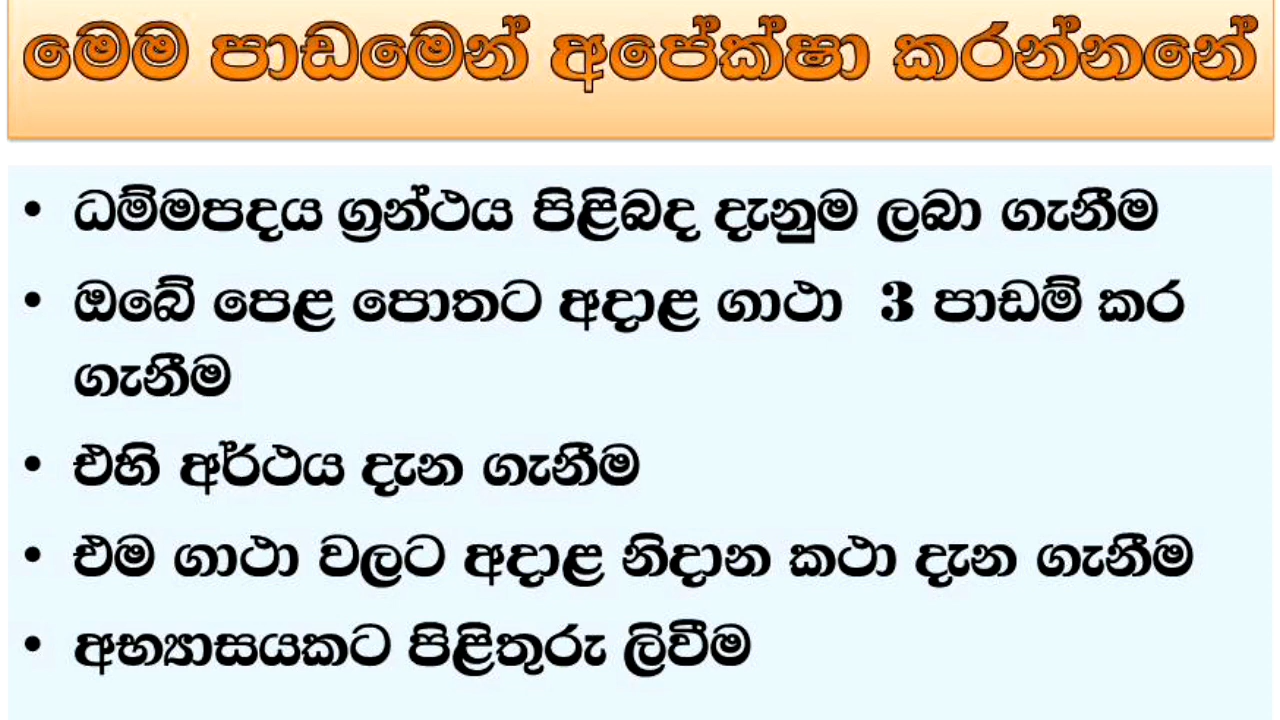 මෙම පාඩමෙන් අපේක්ෂා කරන්නනේ
• ධම්මපදය ග්‍රන්ථය පිළිබද දැනුම ලබා ගැනීම
• ඔබේ පෙළ පොතට අදාළ ගාථා 3 පාඩම් කර
ගැනීම
• එහි අර්ථය දැන ගැනීම
• එම ගාථා වලට අදාළ නිදාන කථා දැන ගැනීම
• අභ්‍යාසයකට පිළිතුරු ලිවීම